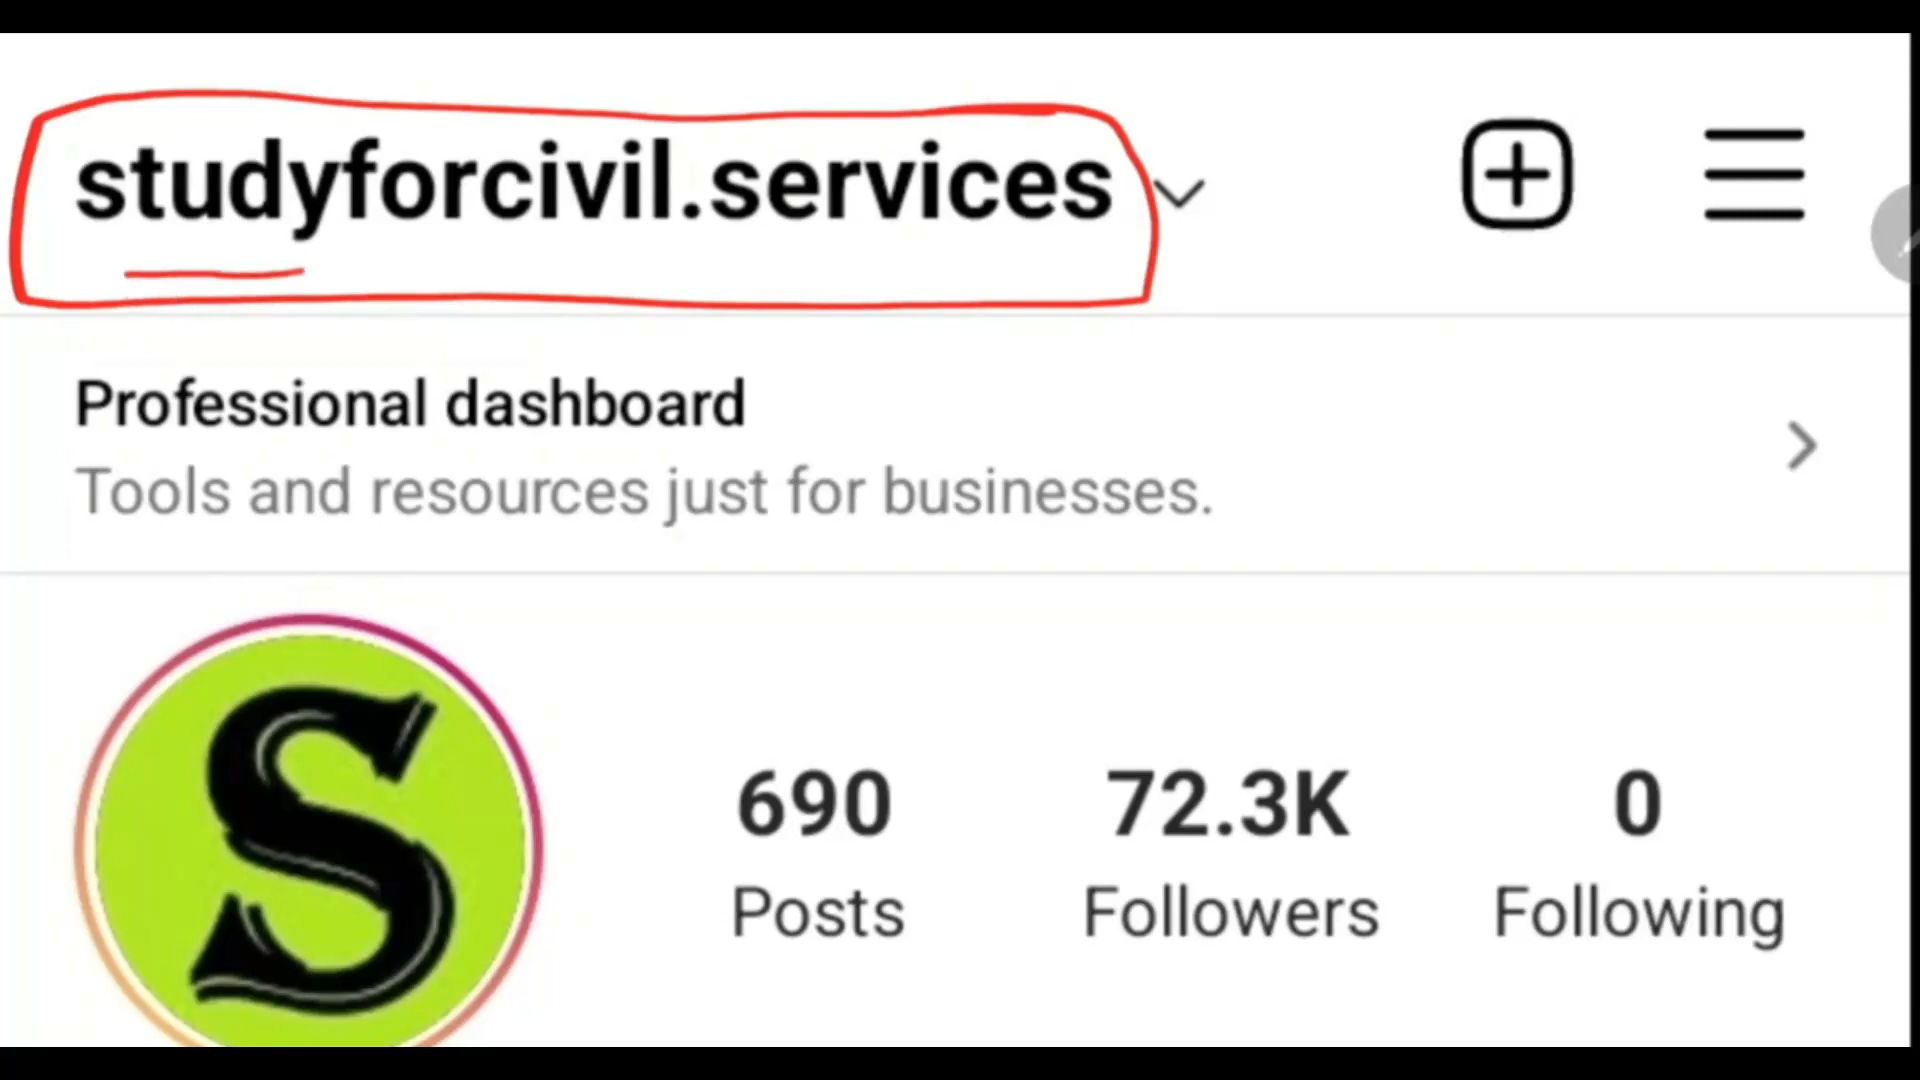 studyforcivil.services
Professional dashboard
Tools and resources just for businesses.
S
690 72.3K 0
Posts Followers Following